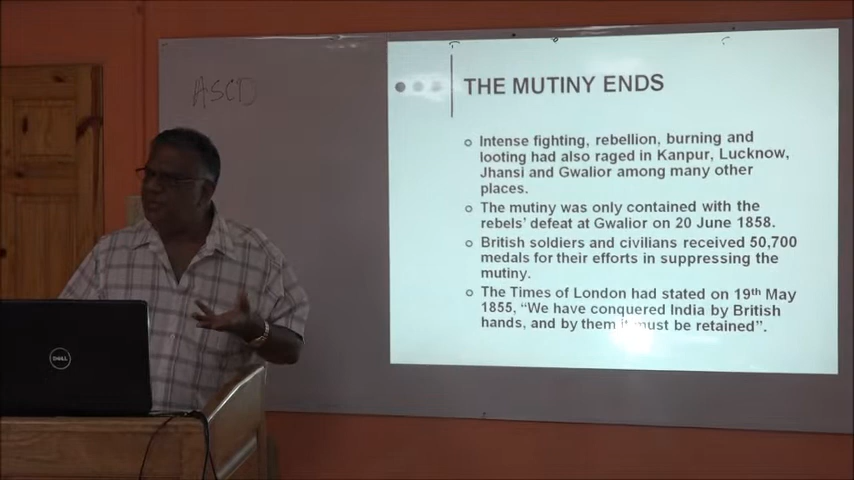 ASCD
THE MUTINY ENDS
Intense fighting, rebellion, burning and
looting had also raged in Kanpur, Lucknow,
Jhansi and Gwalior among many other
places.
The mutiny was only contained with the
rebels' defeat at Gwalior on 20 June 1858.
British soldiers and civilians received 50,700
medals for their efforts in suppressing the
mutiny.
The Times of London had stated on 19th May
1855, "We have conquered India by British
hands, and by them it must be retained".
DELL